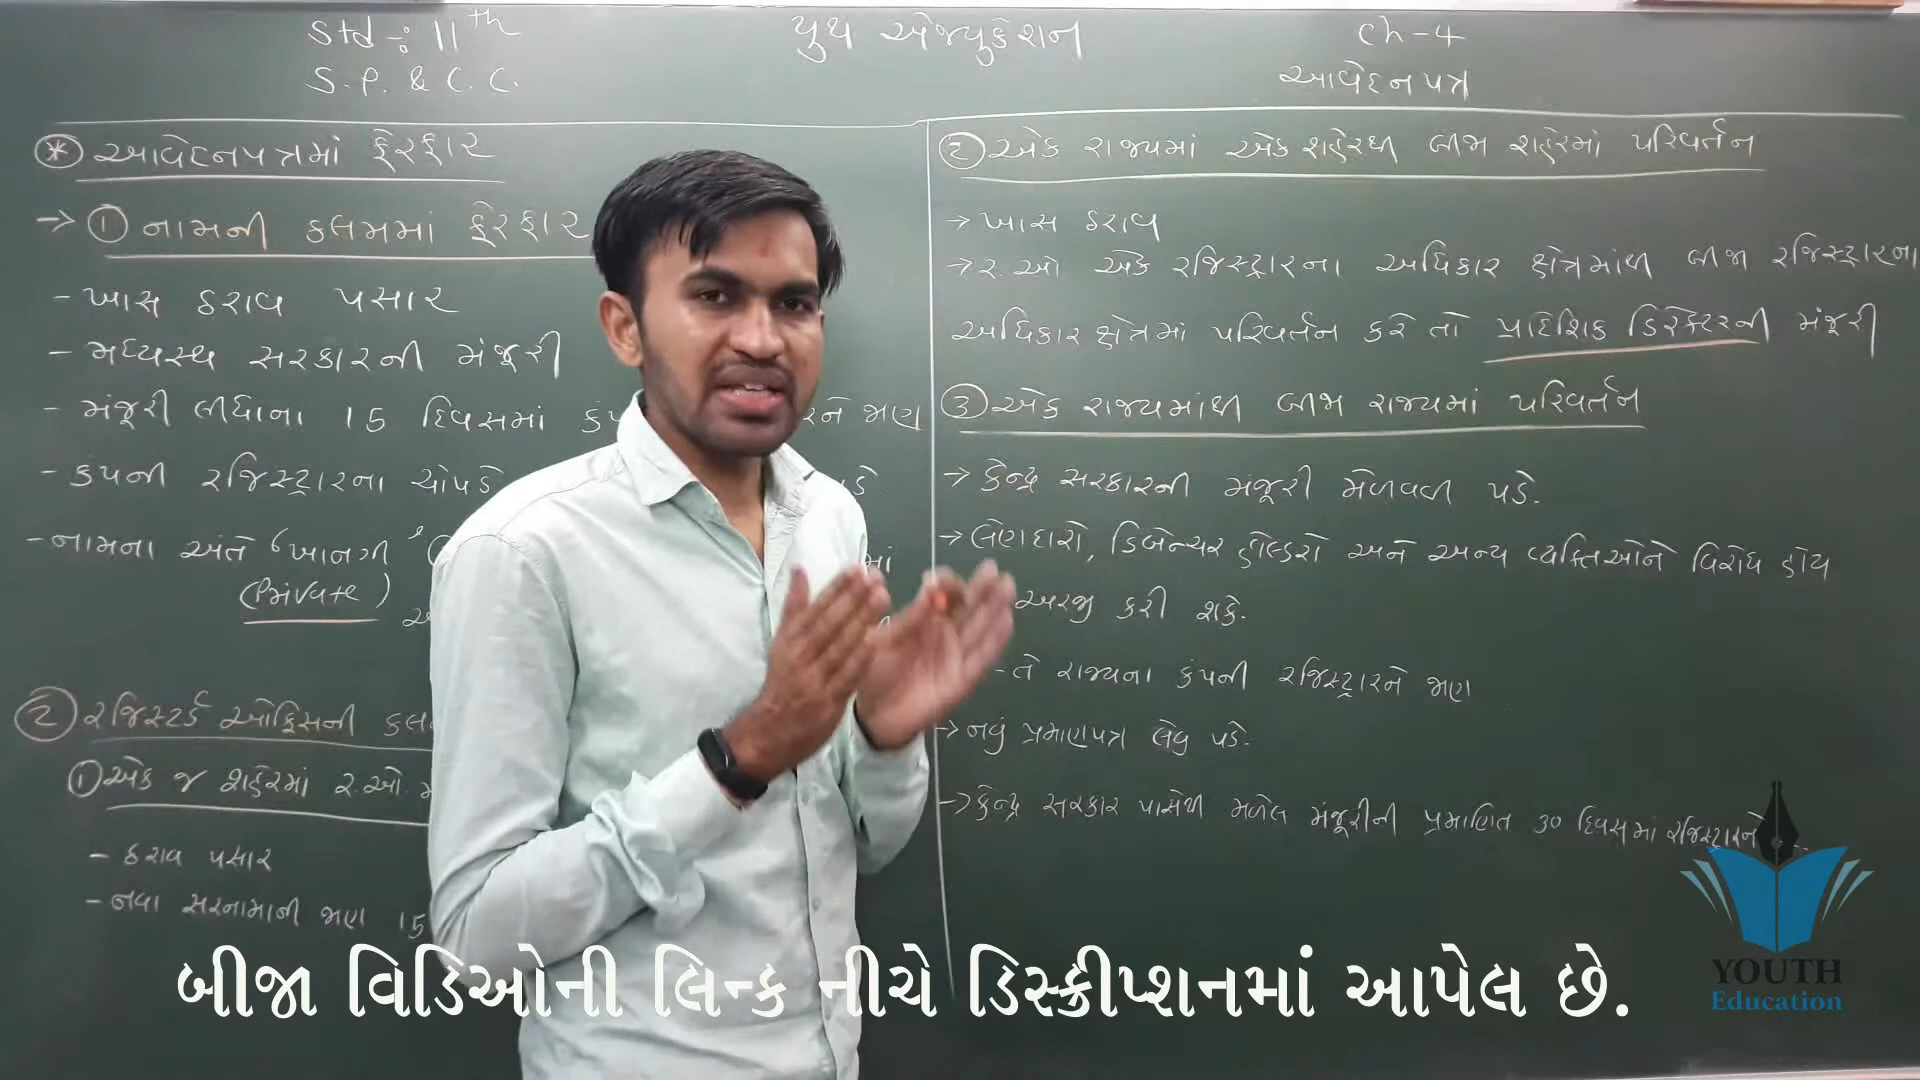 Std -: 11th
S.P. & C.C.
યુથ એજ્યુકેશન
ch-4
આવેદનપત્ર
* આવેદનપત્રમાં ફેરફાર
→ ① નામની કલમમાં ફેરફાર
- ખાસ ઠરાવ પસાર
- મધ્યસ્થ સરકારની મંજૂરી
- મંજૂરી લીધાના 15 દિવસમાં કં રને જાણ
- કંપની રજિસ્ટ્રારના ચોપડે ડે
- નામના અંતે ‘ખાનગી’ માં
(Private)
② રજિસ્ટર્ડ ઓફિસની કલ
① એક જ શહેરમાં ર.ઓ.
- ઠરાવ પસાર
- નવા સરનામાની જાણ 15
② એક રાજ્યમાં એક શહેરથી બીજા શહેરમાં પરિવર્તન
→ ખાસ ઠરાવ
→ ર.ઓ એક રજિસ્ટ્રારના અધિકાર ક્ષેત્રમાંથી બીજા રજિસ્ટ્રારના
અધિકાર ક્ષેત્રમાં પરિવર્તન કરે તો પ્રાદેશિક ડિરેક્ટરની મંજૂરી
③ એક રાજ્યમાંથી બીજા રાજ્યમાં પરિવર્તન
→ કેન્દ્ર સરકારની મંજૂરી મેળવવી પડે.
→ લેણદારો, ડિબેન્ચર હોલ્ડરો અને અન્ય વ્યક્તિઓને વિરોધ હોય
અરજી કરી શકે.
- તે રાજ્યના કંપની રજિસ્ટ્રારને જાણ
→ નવું પ્રમાણપત્ર લેવુ પડે.
→ કેન્દ્ર સરકાર પાસેથી મળેલ મંજૂરીની પ્રમાણિત 30 દિવસમાં રજિસ્ટ્રારને
બીજા વિડિઓની લિન્ક નીચે ડિસ્ક્રીપ્શનમાં આપેલ છે.
YOUTH
Education